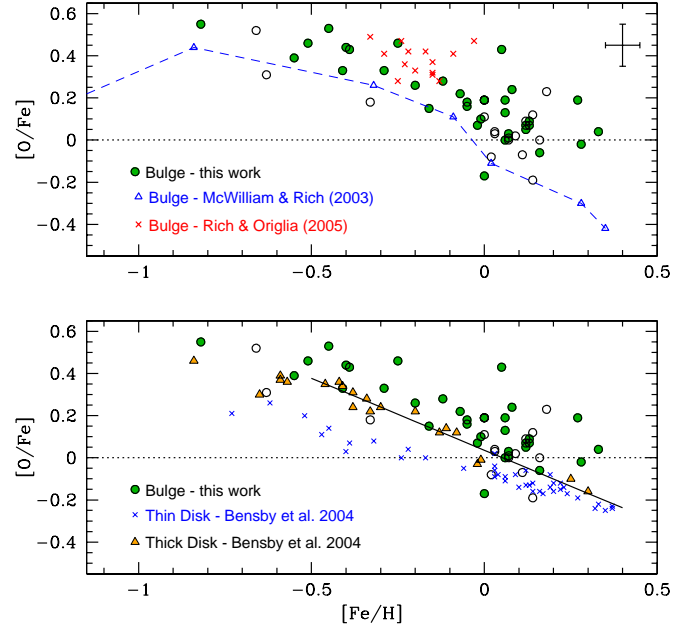 0.6
0.4
0.2
0
−0.2
−0.4
[O/Fe]
Bulge - this work
Bulge - McWilliam & Rich (2003)
Bulge - Rich & Origlia (2005)
−1 −0.5 0 0.5
0.6
0.4
0.2
0
−0.2
−0.4
[O/Fe]
Bulge - this work
Thin Disk - Bensby et al. 2004
Thick Disk - Bensby et al. 2004
−1 −0.5 0 0.5
[Fe/H]